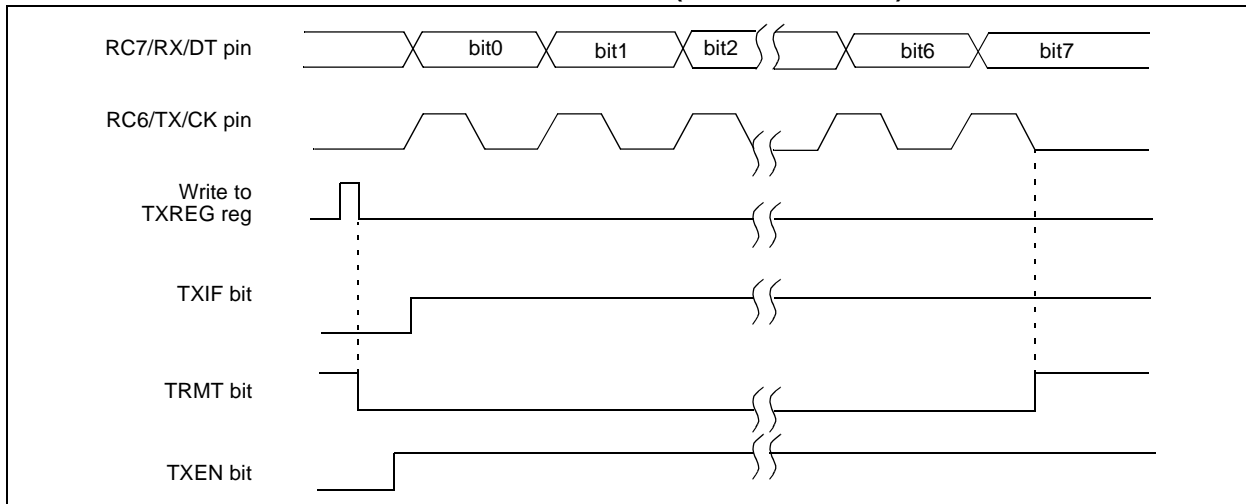 RC7/RX/DT pin
bit0
bit1
bit2
bit6
bit7
RC6/TX/CK pin
Write to
TXREG reg
TXIF bit
TRMT bit
TXEN bit